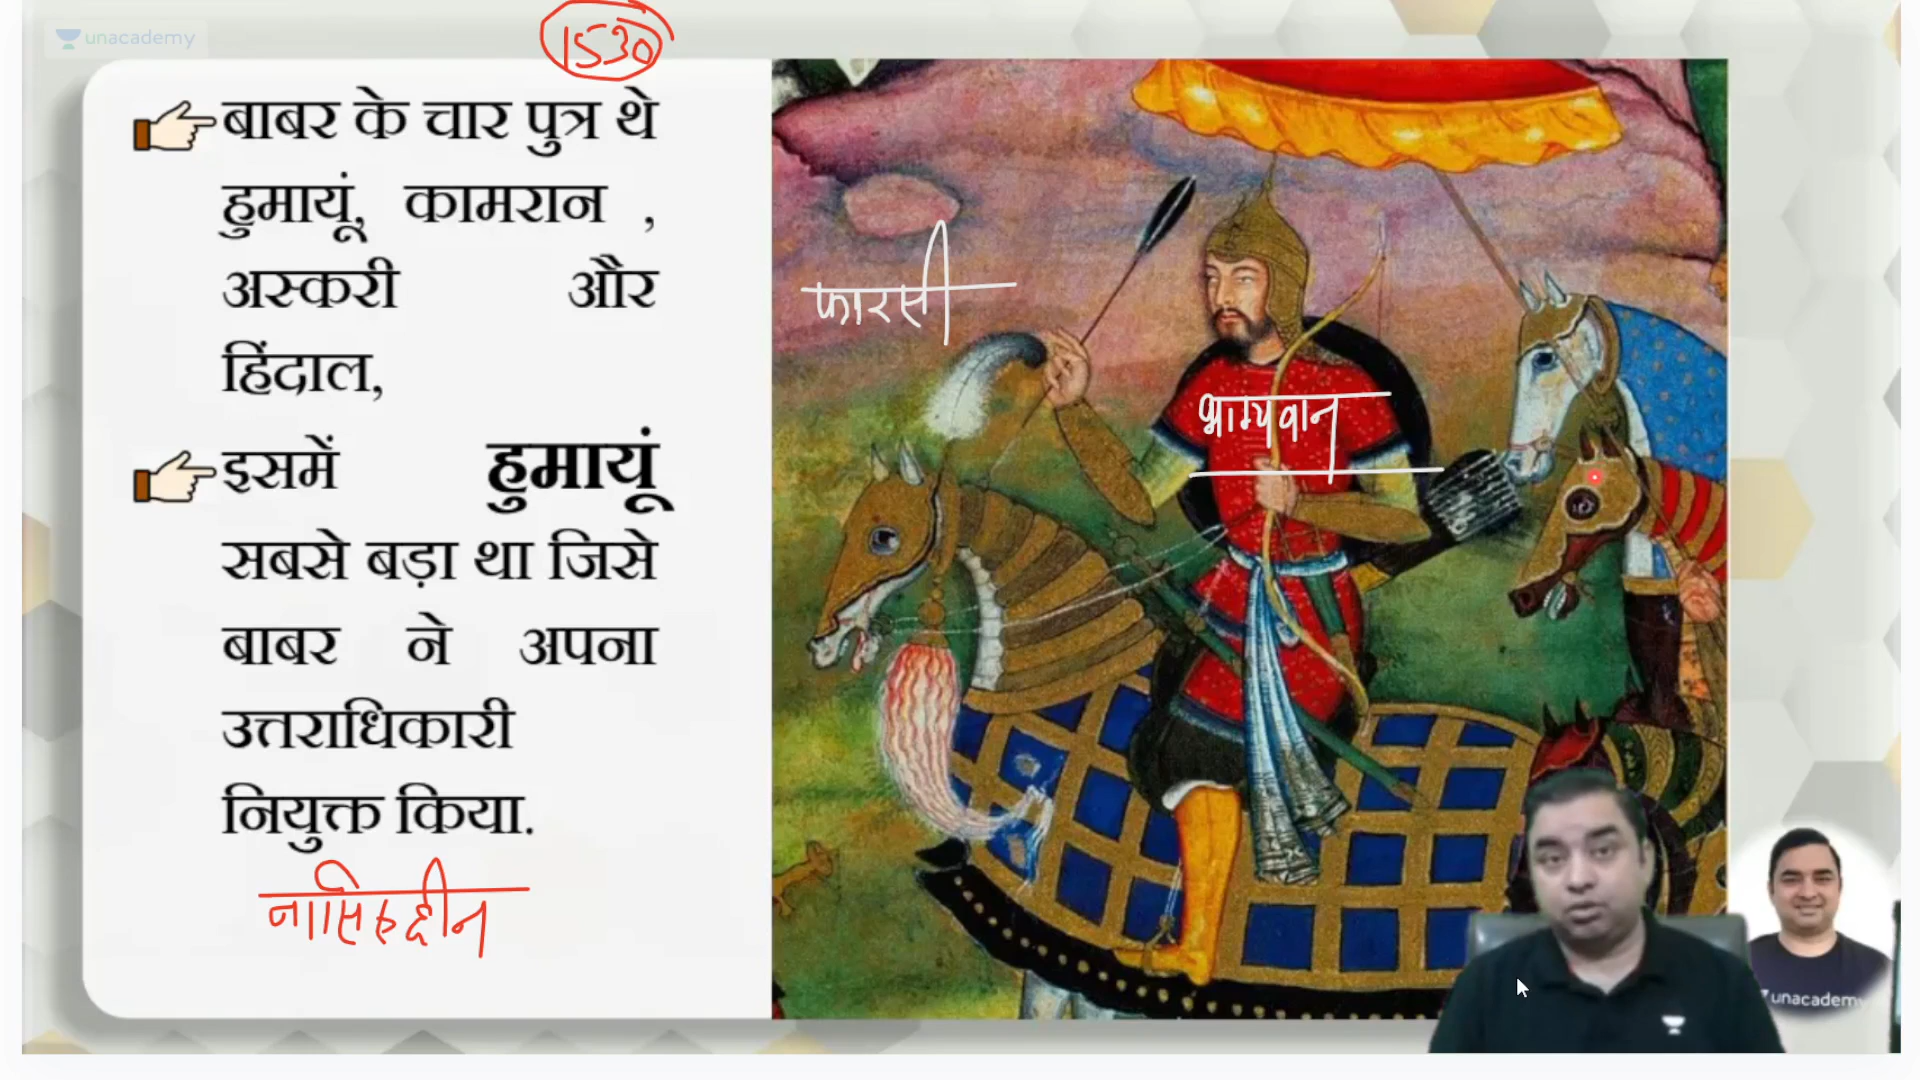 unacademy
1530
बाबर के चार पुत्र थे
हुमायूं, कामरान ,
अस्करी और
हिंदाल,
इसमें हुमायूं
सबसे बड़ा था जिसे
बाबर ने अपना
उत्तराधिकारी
नियुक्त किया.
नासिरुद्दीन
फारसी
भाग्यवान
unacademy